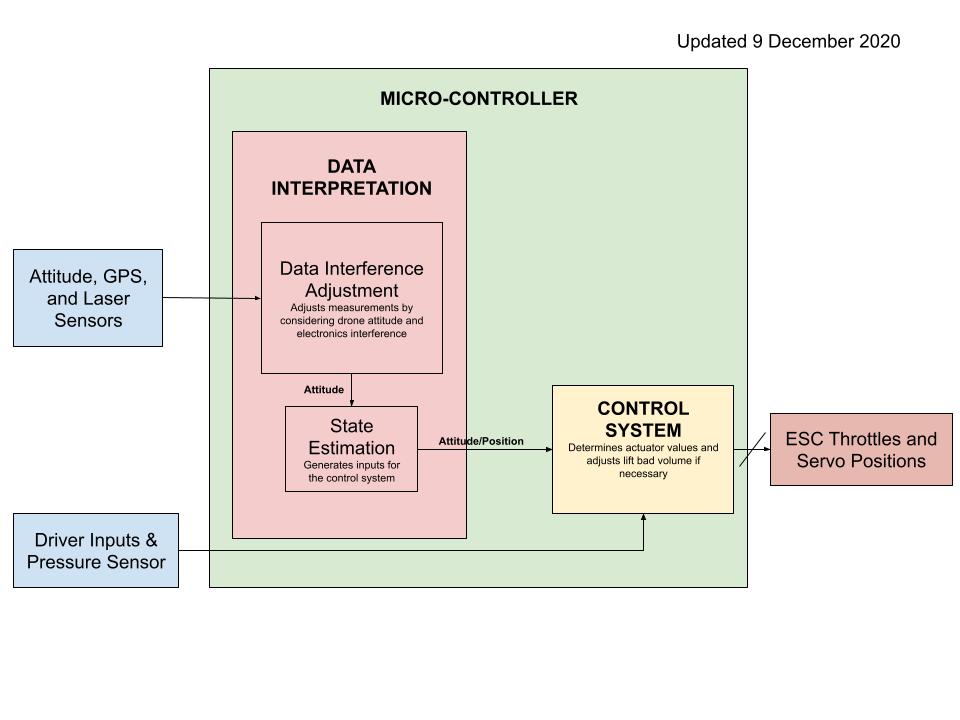 Updated 9 December 2020
MICRO-CONTROLLER
DATA
INTERPRETATION
Attitude, GPS,
and Laser
Sensors
Data Interference
Adjustment
Adjusts measurements by
considering drone attitude and
electronics interference
Attitude
State
Estimation
Generates inputs for
the control system
Attitude/Position
CONTROL
SYSTEM
Determines actuator values and
adjusts lift bad volume if
necessary
ESC Throttles and
Servo Positions
Driver Inputs &
Pressure Sensor